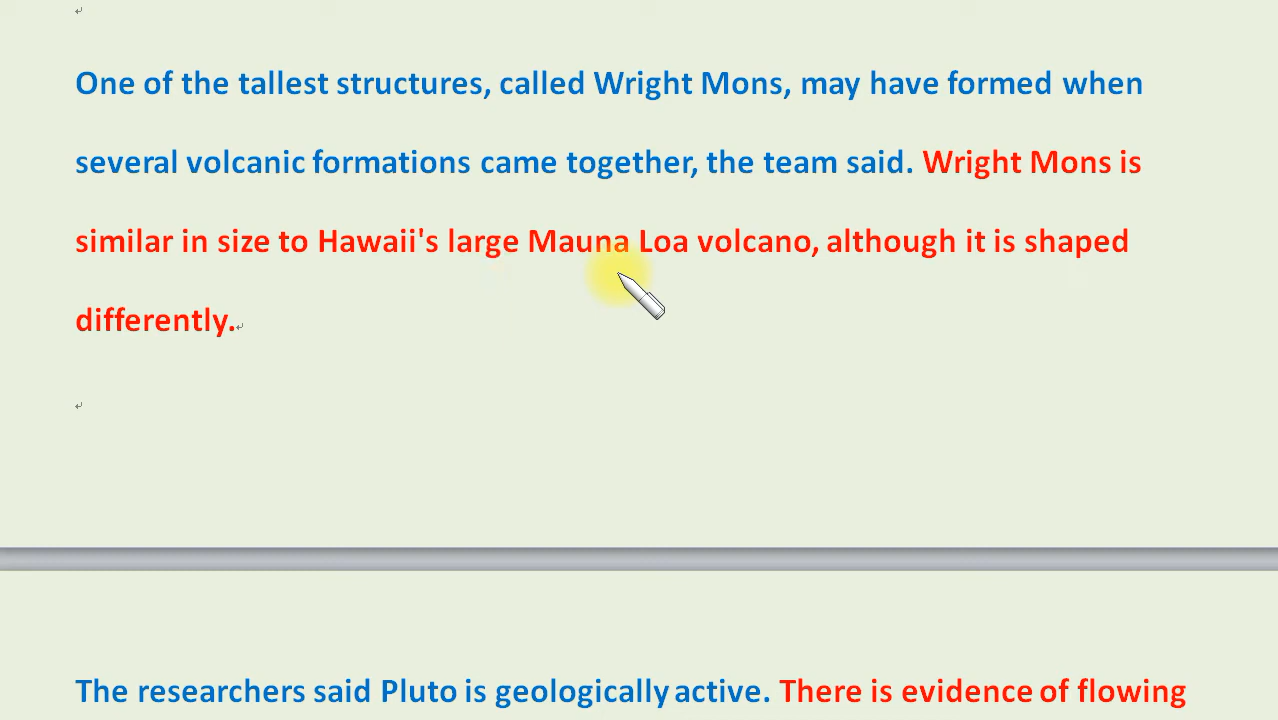 One of the tallest structures, called Wright Mons, may have formed when
several volcanic formations came together, the team said. Wright Mons is
similar in size to Hawaii's large Mauna Loa volcano, although it is shaped
differently.
The researchers said Pluto is geologically active. There is evidence of flowing